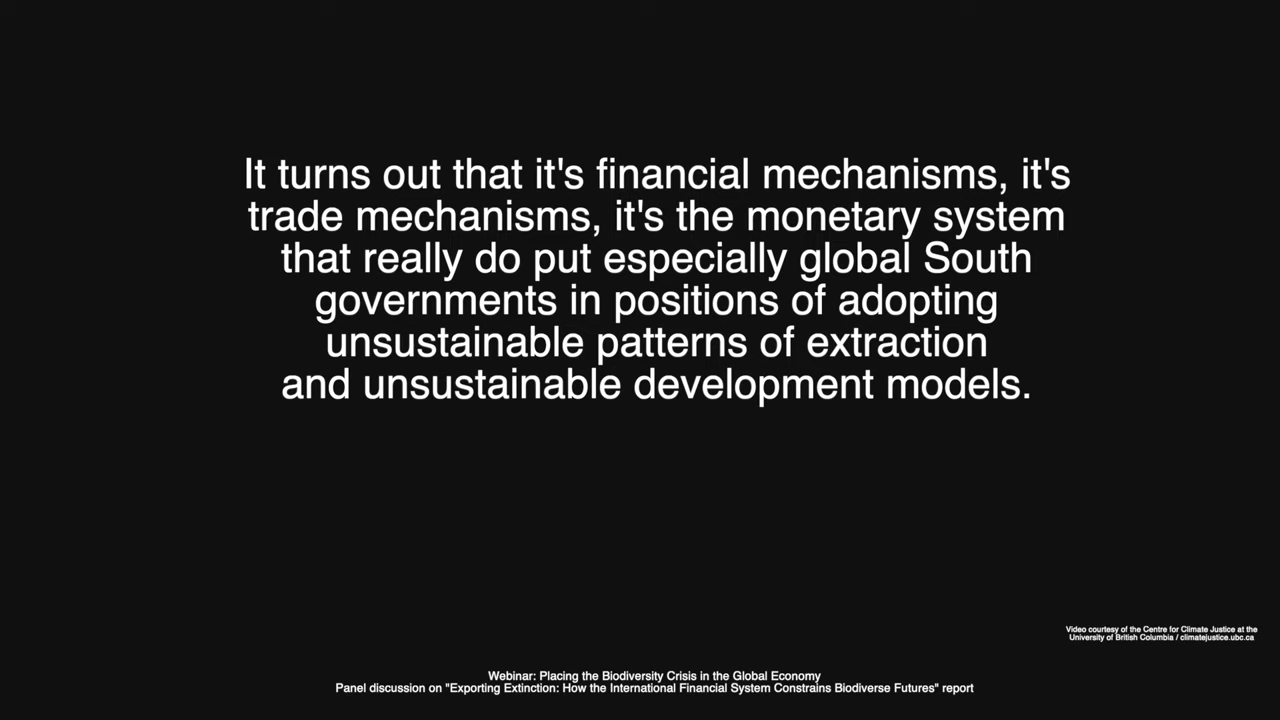 It turns out that it's financial mechanisms, it's
trade mechanisms, it's the monetary system
that really do put especially global South
governments in positions of adopting
unsustainable patterns of extraction
and unsustainable development models.
Video courtesy of the Centre for Climate Justice at the
University of British Columbia / climatejustice.ubc.ca
Webinar: Placing the Biodiversity Crisis in the Global Economy
Panel discussion on "Exporting Extinction: How the International Financial System Constrains Biodiverse Futures" report